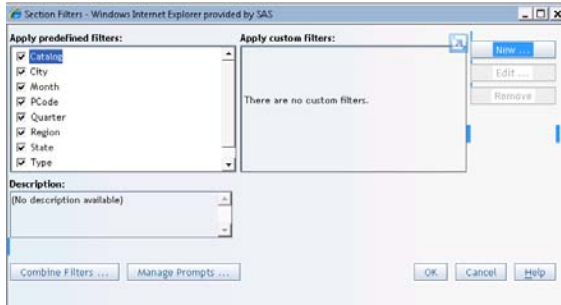 Section Filters - Windows Internet Explorer provided by SAS
Apply predefined filters:
Catalog
City
Month
PCode
Quarter
Region
State
Type
Apply custom filters:
There are no custom filters.
New ...
Edit ...
Remove
Description:
(No description available)
Combine Filters ...
Manage Prompts ...
OK
Cancel
Help